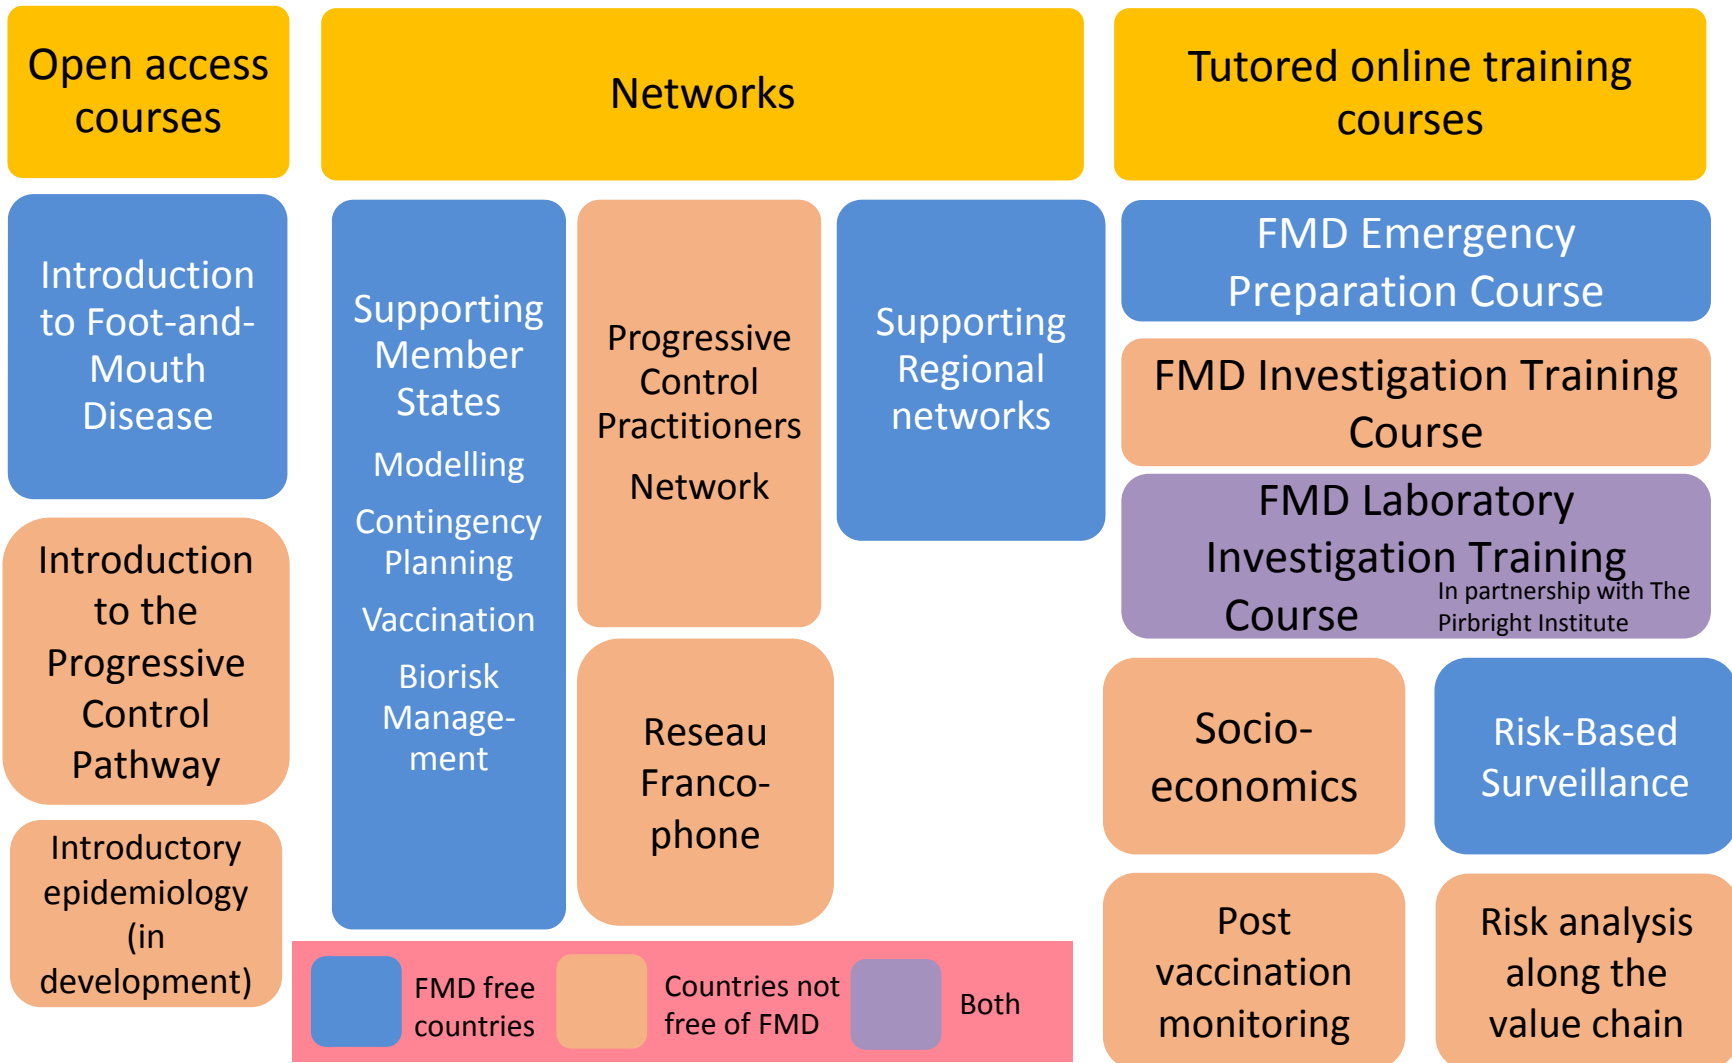 Open access
courses
Networks
Tutored online training
courses
Introduction
to Foot-and-
Mouth
Disease
Introduction
to the
Progressive
Control
Pathway
Introductory
epidemiology
(in
development)
Supporting
Member
States
Modelling
Contingency
Planning
Vaccination
Biorisk
Manage-
ment
Progressive
Control
Practitioners
Network
Reseau
Franco-
phone
Supporting
Regional
networks
FMD Emergency
Preparation Course
FMD Investigation Training
Course
FMD Laboratory
Investigation Training
Course
In partnership with The
Pirbright Institute
Socio-
economics
Risk-Based
Surveillance
Post
vaccination
monitoring
Risk analysis
along the
value chain
FMD free
countries
Countries not
free of FMD
Both